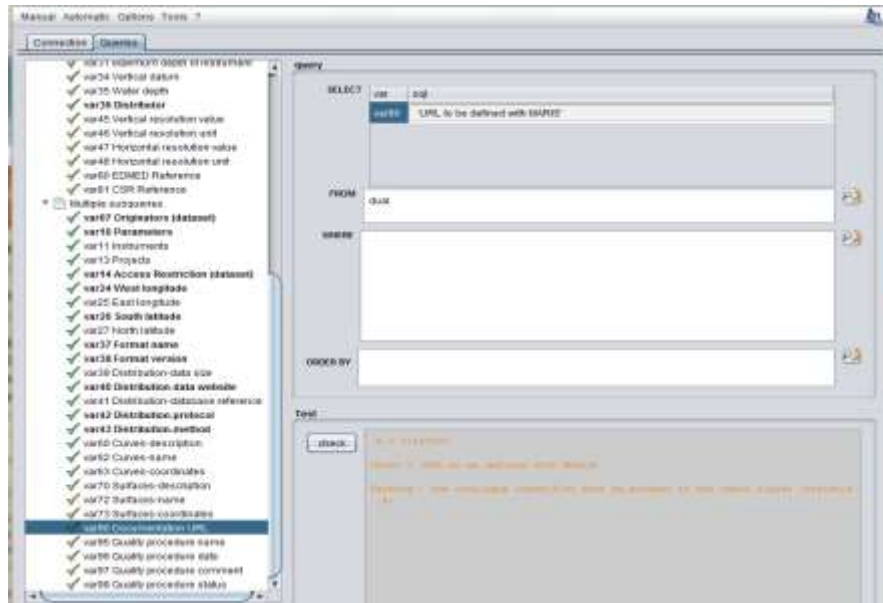 Manual Automatic Options Tools ?
Connection Queries
var34 Vertical datum
var35 Water depth
var36 Distributor
var45 Vertical resolution value
var46 Vertical resolution unit
var47 Horizontal resolution value
var48 Horizontal resolution unit
EDMED Reference
CSR Reference
Multiple subqueries
var07 Originators (dataset)
var10 Parameters
var11 Instruments
var13 Projects
var14 Access Restriction (dataset)
var24 West longitude
var25 East longitude
var26 South latitude
var27 North latitude
var37 Format name
var38 Format version
var39 Distribution-data size
var40 Distribution data website
var41 Distribution-database reference
var42 Distribution protocol
var43 Distribution method
Curves-description
Curves-name
Curves-coordinates
var70 Surfaces-description
var72 Surfaces-name
var73 Surfaces-coordinates
Documentation URL
var95 Quality procedure name
var96 Quality procedure date
var97 Quality procedure comment
var98 Quality procedure status
query
SELECT
var sql
'URL to be defined with MARIS'
FROM
dual
WHERE
ORDER BY
Test
check